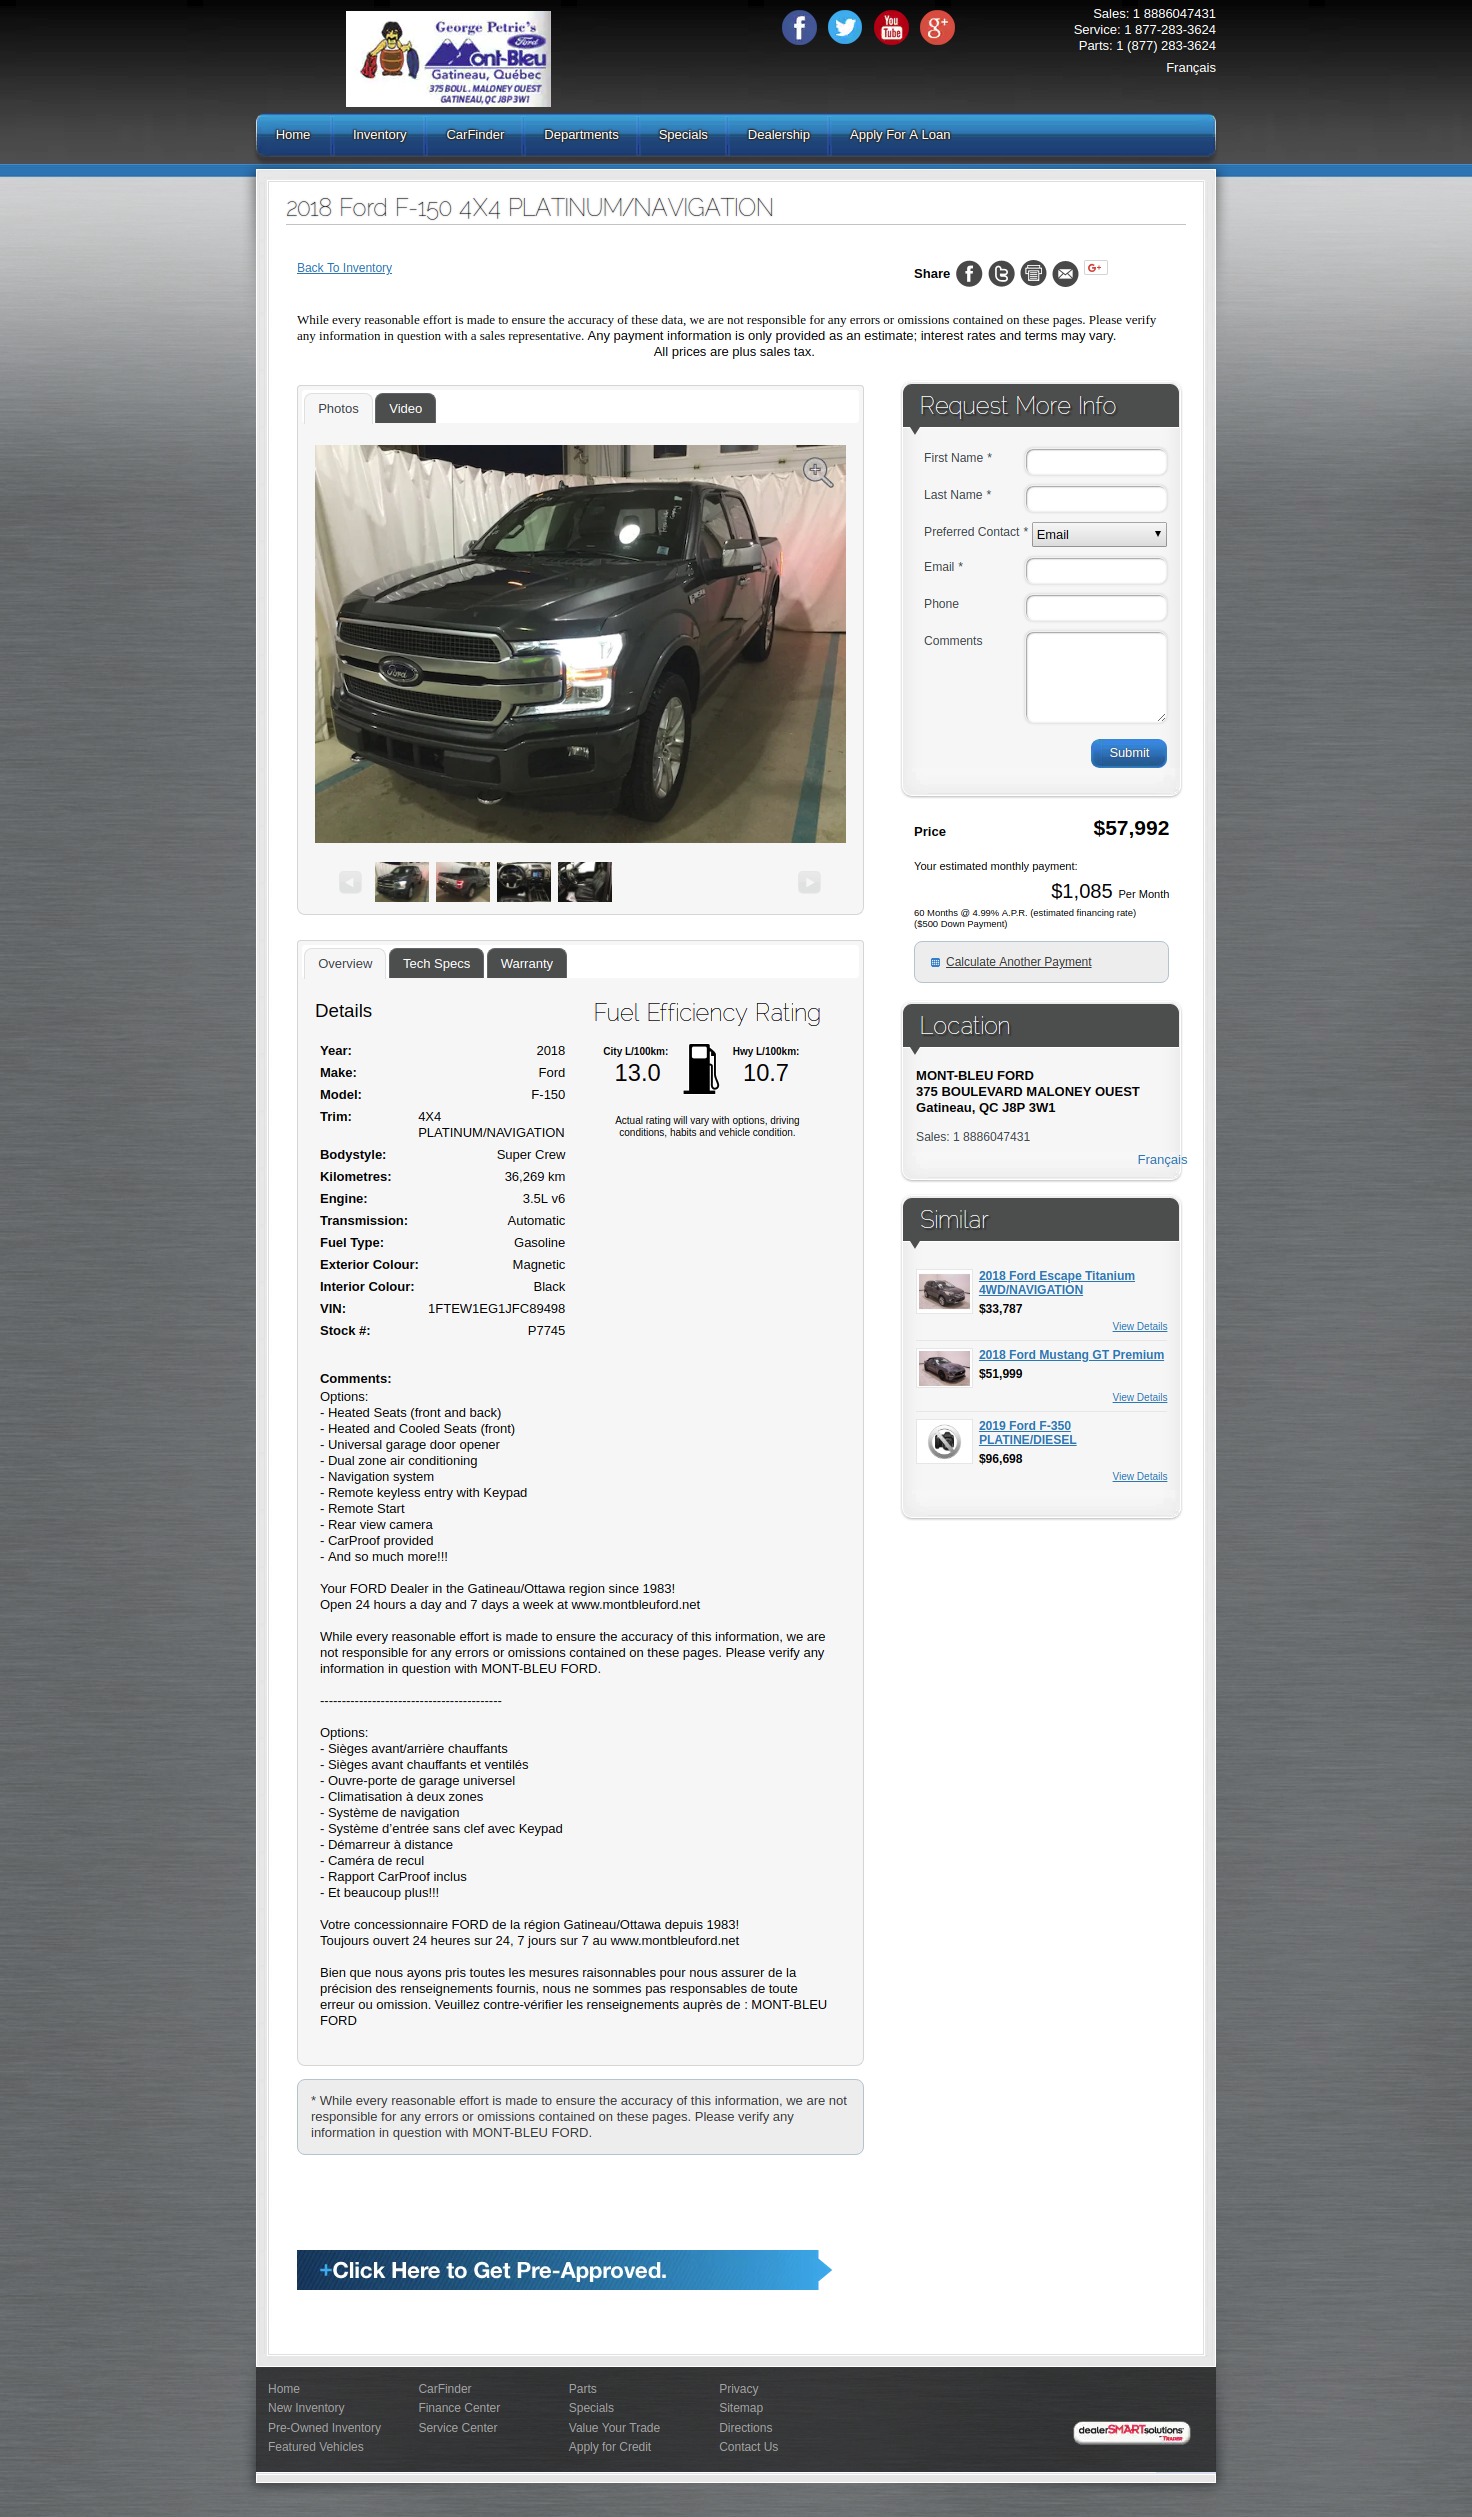 George Petric's
Ford
Mont-Bleu
Gatineau, Québec
375 BOUL. MALONEY OUEST
GATINEAU, QC J8P 3W1
You
Tube
g+
Sales: 1 8886047431
Service: 1 877-283-3624
Parts: 1 (877) 283-3624
Français
Home Inventory CarFinder Departments Specials Dealership Apply For A Loan
2018 Ford F-150 4X4 PLATINUM/NAVIGATION
Back To Inventory
Share
G+
While every reasonable effort is made to ensure the accuracy of these data, we are not responsible for any errors or omissions contained on these pages. Please verify
any information in question with a sales representative. Any payment information is only provided as an estimate; interest rates and terms may vary.
All prices are plus sales tax.
Photos Video
Ford
Request More Info
First Name *
Last Name *
Preferred Contact * Email
Email *
Phone
Comments
Submit
Price $57,992
Your estimated monthly payment:
$1,085 Per Month
60 Months @ 4.99% A.P.R. (estimated financing rate)
($500 Down Payment)
Calculate Another Payment
Overview Tech Specs Warranty
Details
Year: 2018
Make: Ford
Model: F-150
Trim: 4X4
PLATINUM/NAVIGATION
Bodystyle: Super Crew
Kilometres: 36,269 km
Engine: 3.5L v6
Transmission: Automatic
Fuel Type: Gasoline
Exterior Colour: Magnetic
Interior Colour: Black
VIN: 1FTEW1EG1JFC89498
Stock #: P7745
Fuel Efficiency Rating
City L/100km: Hwy L/100km:
13.0 10.7
Actual rating will vary with options, driving
conditions, habits and vehicle condition.
Comments:
Options:
- Heated Seats (front and back)
- Heated and Cooled Seats (front)
- Universal garage door opener
- Dual zone air conditioning
- Navigation system
- Remote keyless entry with Keypad
- Remote Start
- Rear view camera
- CarProof provided
- And so much more!!!
Your FORD Dealer in the Gatineau/Ottawa region since 1983!
Open 24 hours a day and 7 days a week at www.montbleuford.net
While every reasonable effort is made to ensure the accuracy of this information, we are
not responsible for any errors or omissions contained on these pages. Please verify any
information in question with MONT-BLEU FORD.
------------------------------------------
Options:
- Sièges avant/arrière chauffants
- Sièges avant chauffants et ventilés
- Ouvre-porte de garage universel
- Climatisation à deux zones
- Système de navigation
- Système d'entrée sans clef avec Keypad
- Démarreur à distance
- Caméra de recul
- Rapport CarProof inclus
- Et beaucoup plus!!!
Votre concessionnaire FORD de la région Gatineau/Ottawa depuis 1983!
Toujours ouvert 24 heures sur 24, 7 jours sur 7 au www.montbleuford.net
Bien que nous ayons pris toutes les mesures raisonnables pour nous assurer de la
précision des renseignements fournis, nous ne sommes pas responsables de toute
erreur ou omission. Veuillez contre-vérifier les renseignements auprès de : MONT-BLEU
FORD
Location
MONT-BLEU FORD
375 BOULEVARD MALONEY OUEST
Gatineau, QC J8P 3W1
Sales: 1 8886047431
Français
Similar
2018 Ford Escape Titanium
4WD/NAVIGATION
$33,787
View Details
2018 Ford Mustang GT Premium
$51,999
View Details
2019 Ford F-350
PLATINE/DIESEL
$96,698
View Details
* While every reasonable effort is made to ensure the accuracy of this information, we are not
responsible for any errors or omissions contained on these pages. Please verify any
information in question with MONT-BLEU FORD.
+Click Here to Get Pre-Approved.
Home CarFinder Parts Privacy
New Inventory Finance Center Specials Sitemap
Pre-Owned Inventory Service Center Value Your Trade Directions
Featured Vehicles Apply for Credit Contact Us
dealerSMARTsolutions
TRADER